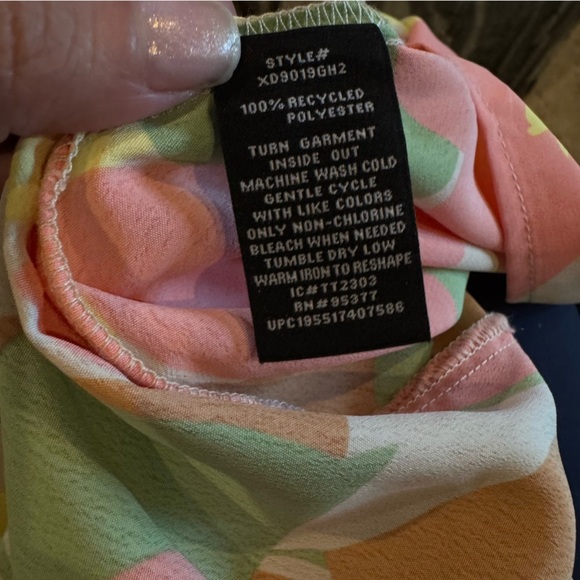 STYLE#
XD9019GH2
100% RECYCLED
POLYESTER
TURN GARMENT
INSIDE OUT
MACHINE WASH COLD
GENTLE CYCLE
WITH LIKE COLORS
ONLY NON-CHLORINE
BLEACH WHEN NEEDED
TUMBLE DRY LOW
WARM IRON TO RESHAPE
IC#TT2303
RN#95377
UPC195517407586